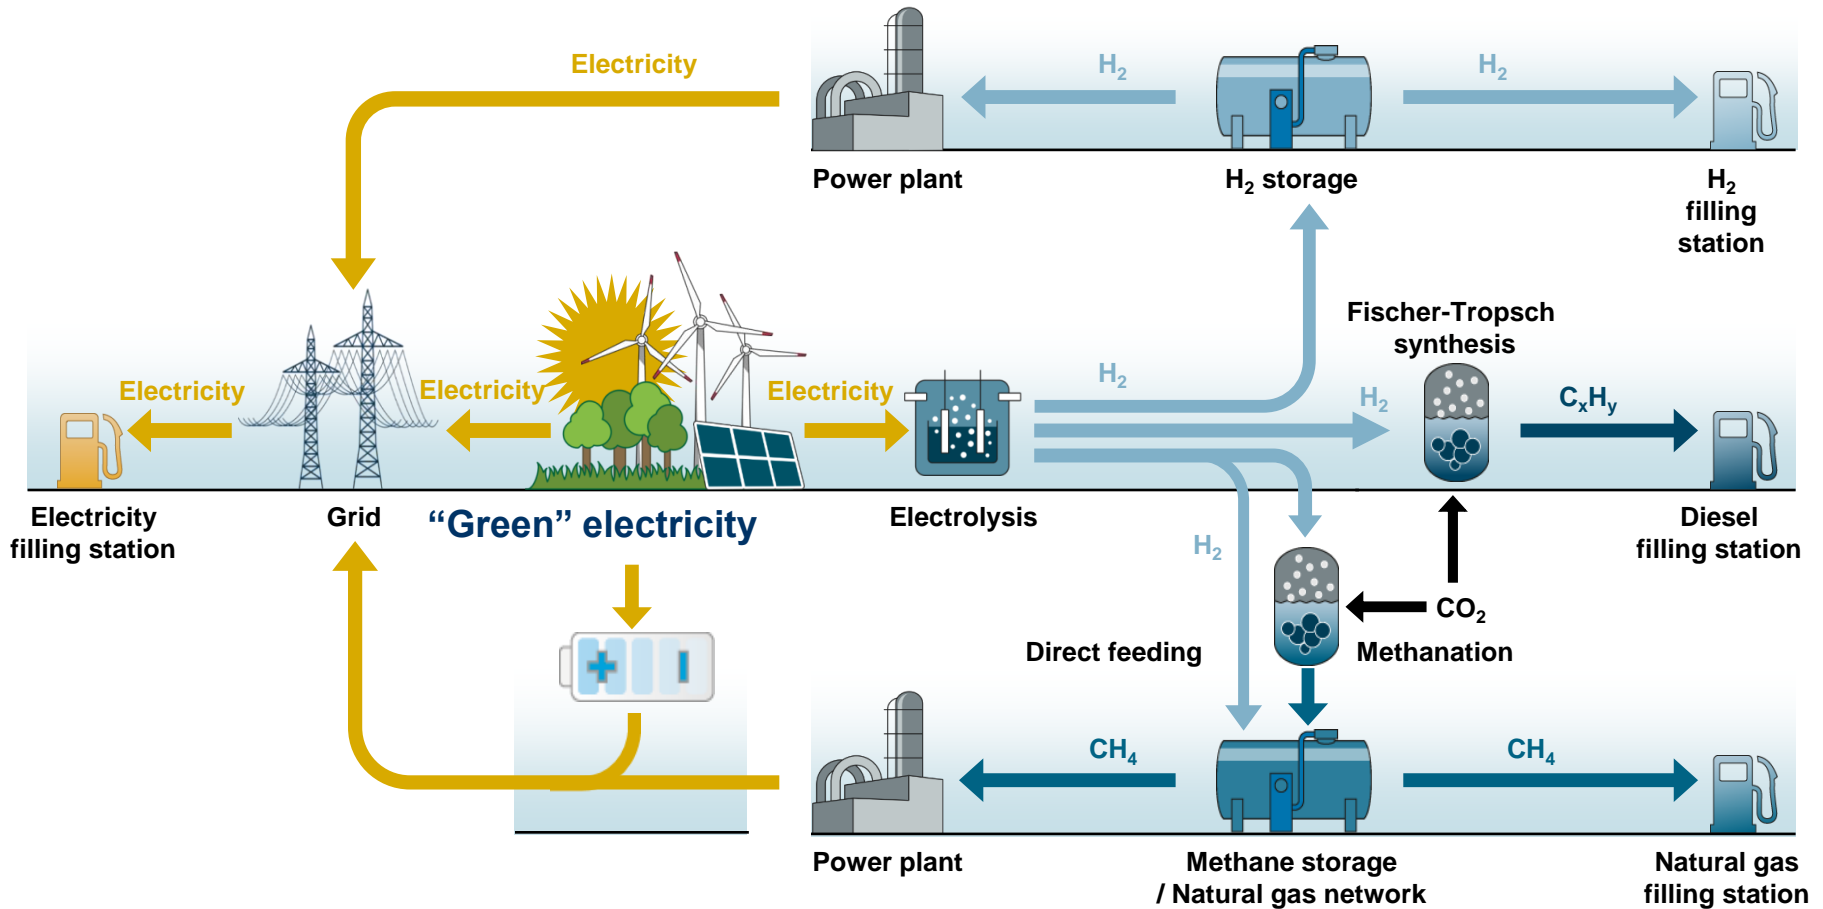 Electricity
H₂
H₂
Power plant
H₂ storage
H₂
filling
station
Fischer-Tropsch
synthesis
Electricity
Electricity
Electricity
H₂
H₂
CₓHᵧ
Electricity
filling station
Grid
“Green” electricity
Electrolysis
Diesel
filling station
H₂
CO₂
Direct feeding
Methanation
CH₄
CH₄
Power plant
Methane storage
/ Natural gas network
Natural gas
filling station